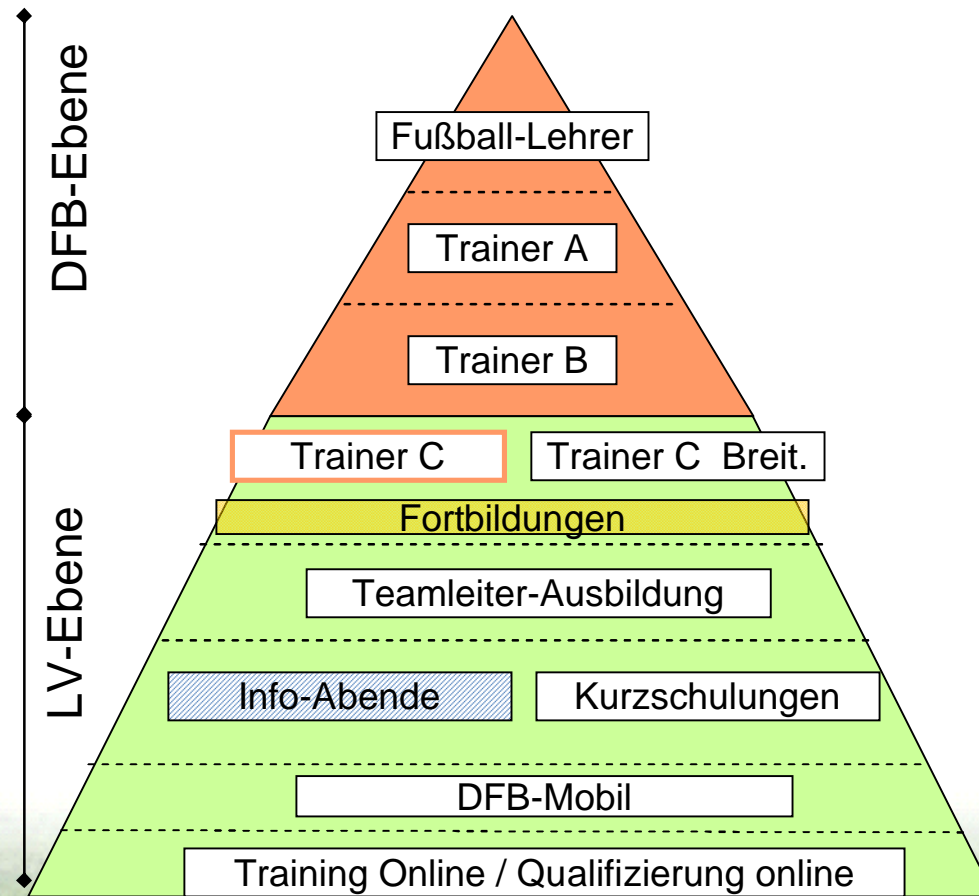 DFB-Ebene
Fußball-Lehrer
Trainer A
Trainer B
LV-Ebene
Trainer C
Trainer C Breit.
Fortbildungen
Teamleiter-Ausbildung
Info-Abende
Kurzschulungen
DFB-Mobil
Training Online / Qualifizierung online